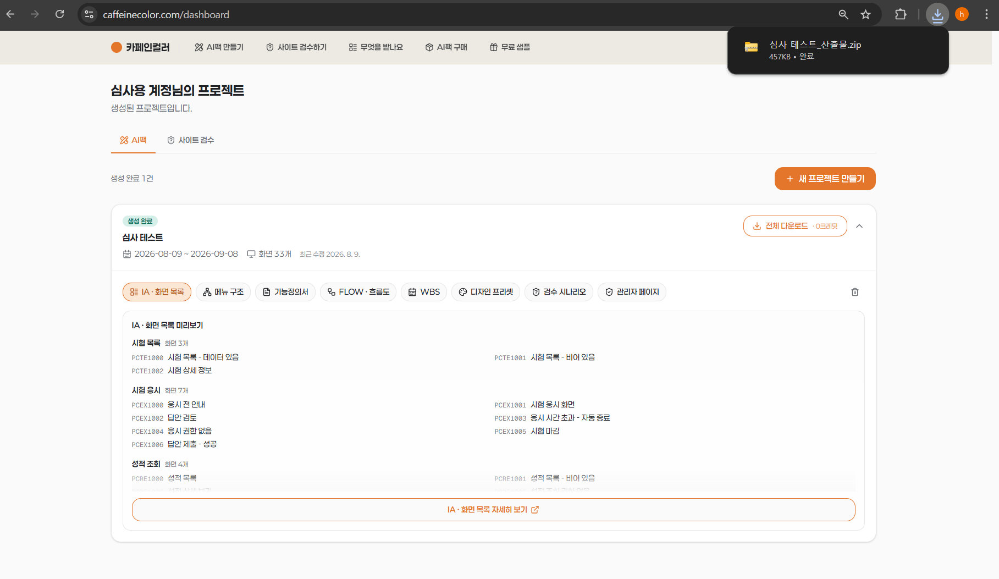 caffeinecolor.com/dashboard
h
심사 테스트_산출물.zip
457KB • 완료
카페인컬러
AI팩 만들기
사이트 검수하기
무엇을 받나요
AI팩 구매
무료 샘플
심사용 계정님의 프로젝트
생성된 프로젝트입니다.
AI팩
사이트 검수
생성 완료 1건
+ 새 프로젝트 만들기
생성 완료
심사 테스트
전체 다운로드 · 0크레딧
2026-08-09 ~ 2026-09-08 화면 33개 최근 수정 2026. 8. 9.
IA · 화면 목록
메뉴 구조
기능정의서
FLOW · 흐름도
WBS
디자인 프리셋
검수 시나리오
관리자 페이지
IA · 화면 목록 미리보기
시험 목록 화면 3개
PCTE1000 시험 목록 - 데이터 있음
PCTE1001 시험 목록 - 비어 있음
PCTE1002 시험 상세 정보
시험 응시 화면 7개
PCEX1000 응시 전 안내
PCEX1001 시험 응시 화면
PCEX1002 답안 검토
PCEX1003 응시 시간 초과 - 자동 종료
PCEX1004 응시 권한 없음
PCEX1005 시험 마감
PCEX1006 답안 제출 - 성공
성적 조회 화면 4개
PCRE1000 성적 목록
PCRE1001 성적 목록 - 비어 있음
IA · 화면 목록 자세히 보기